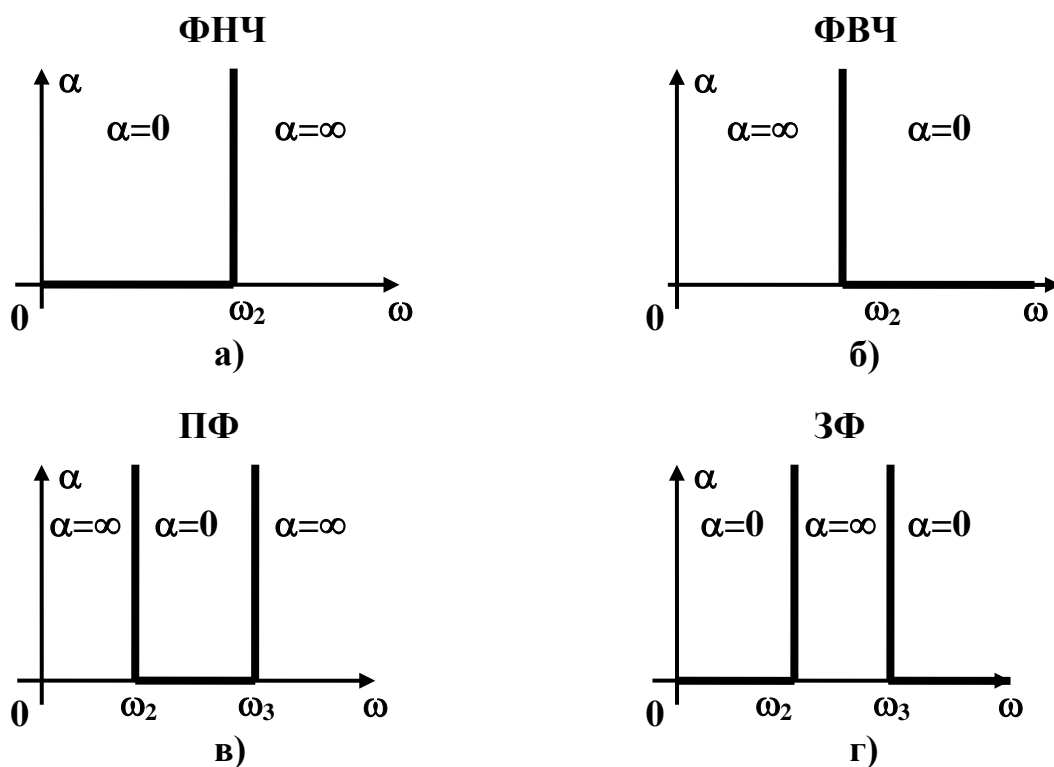 ФНЧ
α
α=0
α=∞
0
ω₂
ω
а)
ФВЧ
α
α=∞
α=0
0
ω₂
ω
б)
ПФ
α
α=∞
α=0
α=∞
0
ω₂
ω₃
ω
в)
ЗФ
α
α=0
α=∞
α=0
0
ω₂
ω₃
ω
г)